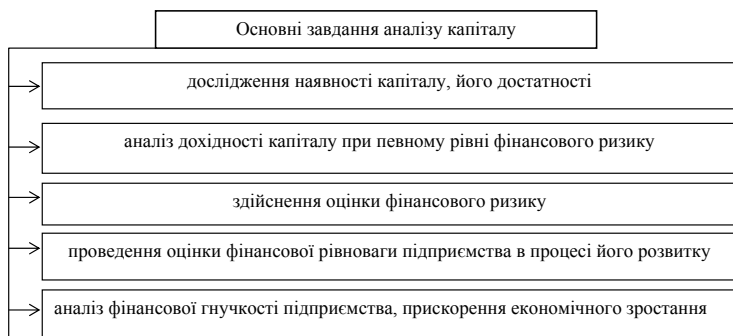 Основні завдання аналізу капіталу
дослідження наявності капіталу, його достатності
аналіз дохідності капіталу при певному рівні фінансового ризику
здійснення оцінки фінансового ризику
проведення оцінки фінансової рівноваги підприємства в процесі його розвитку
аналіз фінансової гнучкості підприємства, прискорення економічного зростання